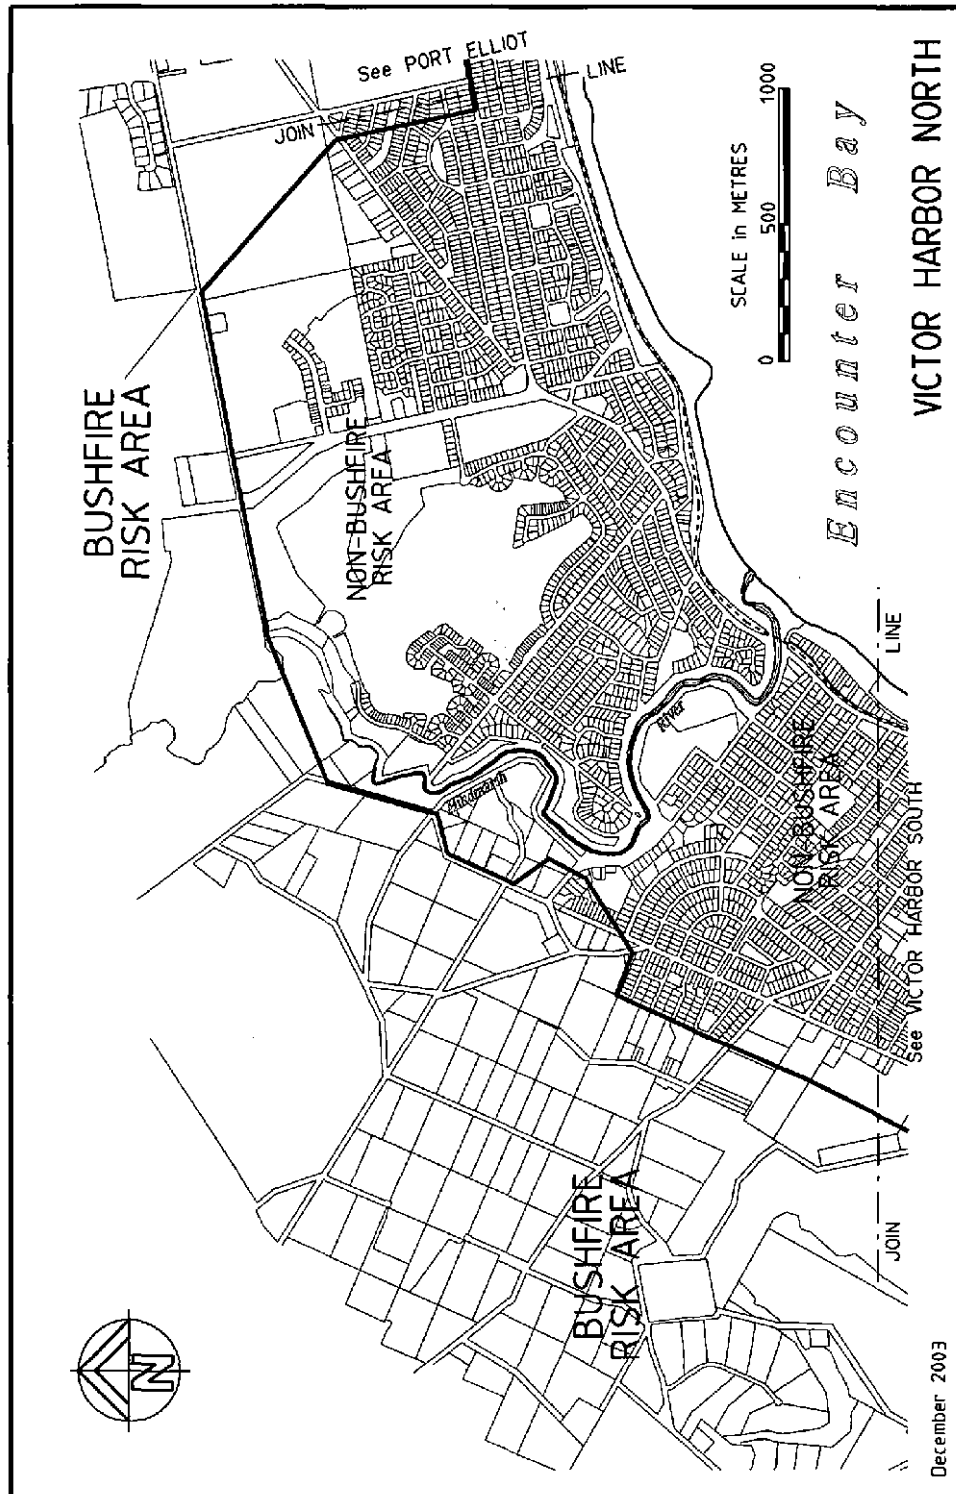 See PORT ELLIOT
LINE
JOIN
BUSHFIRE
RISK AREA
NON-BUSHFIRE
RISK AREA
SCALE in METRES
0 500 1000
Encounter Bay
River
NON-BUSHFIRE
RISK AREA
BUSHFIRE
RISK AREA
JOIN
LINE
See VICTOR HARBOR SOUTH
N
December 2003
VICTOR HARBOR NORTH